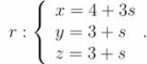 r : { x = 4 + 3s
y = 3 + s .
z = 3 + s